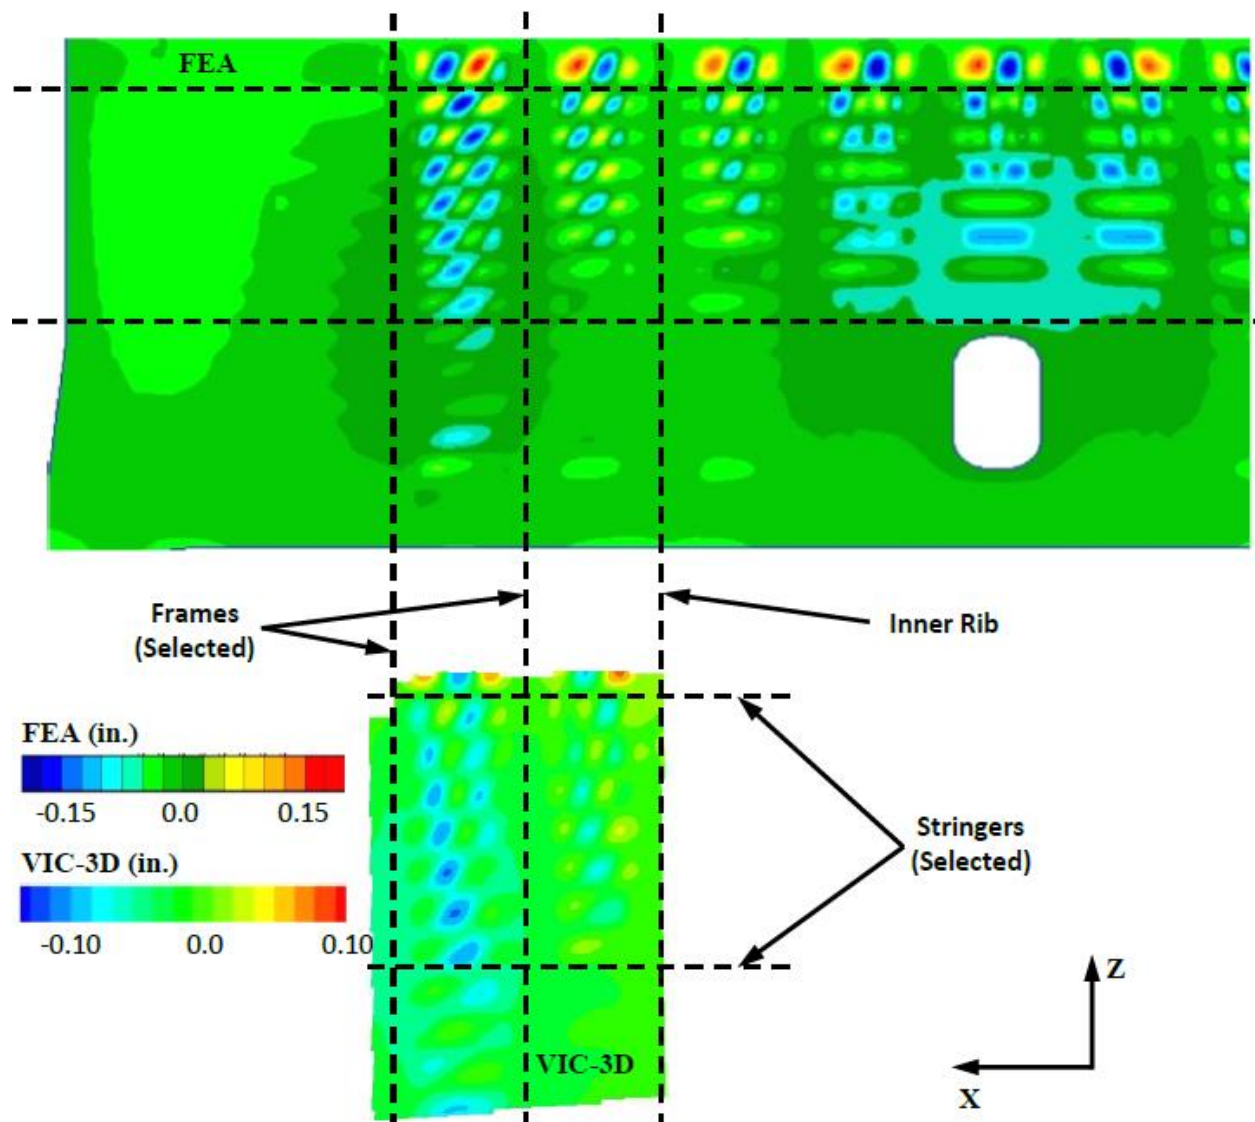 FEA
Frames
(Selected)
Inner Rib
FEA (in.)
-0.15 0.0 0.15
VIC-3D (in.)
-0.10 0.0 0.10
Stringers
(Selected)
VIC-3D
Z
X